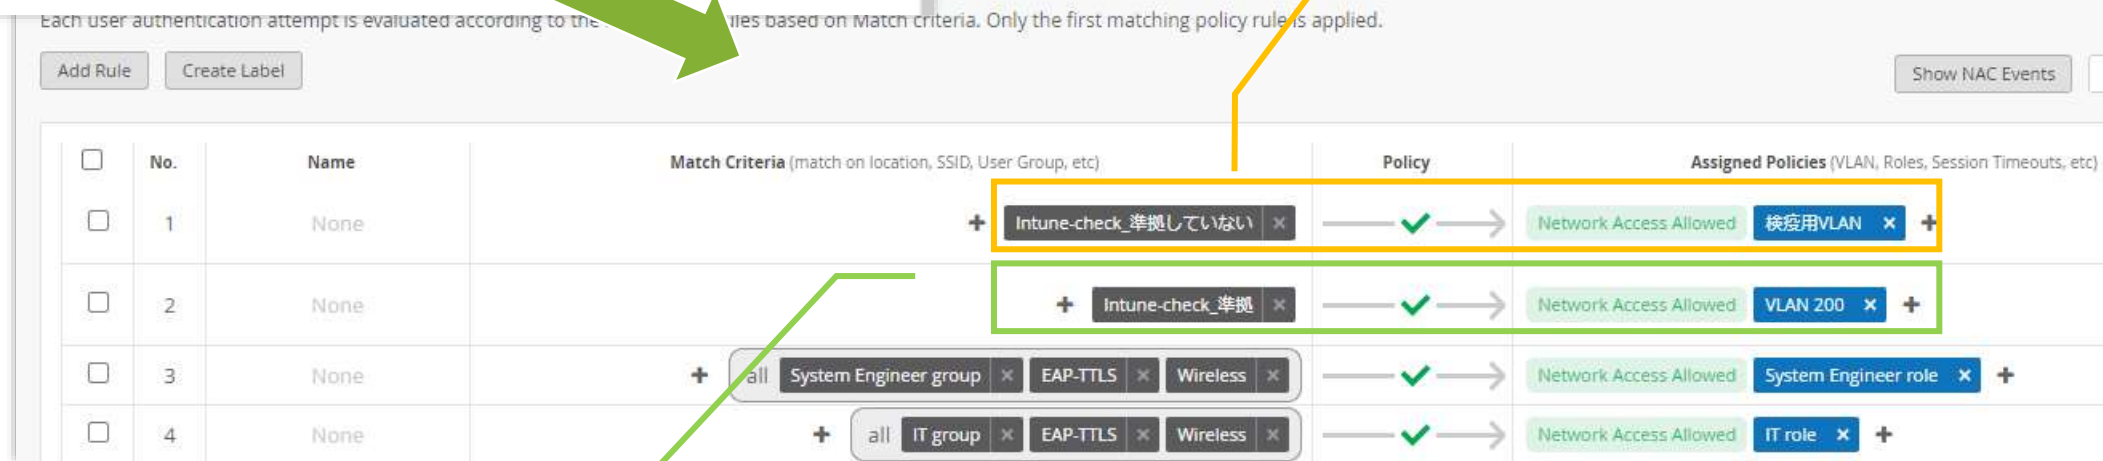 Each user authentication attempt is evaluated according to the les based on Match criteria. Only the first matching policy rule is applied.
Add Rule Create Label Show NAC Events
No. Name Match Criteria (match on location, SSID, User Group, etc) Policy Assigned Policies (VLAN, Roles, Session Timeouts, etc)
1 None + Intune-check_準拠していない × Network Access Allowed 検疫用VLAN × +
2 None + Intune-check_準拠 × Network Access Allowed VLAN 200 × +
3 None + all System Engineer group × EAP-TTLS × Wireless × Network Access Allowed System Engineer role × +
4 None + all IT group × EAP-TTLS × Wireless × Network Access Allowed IT role × +